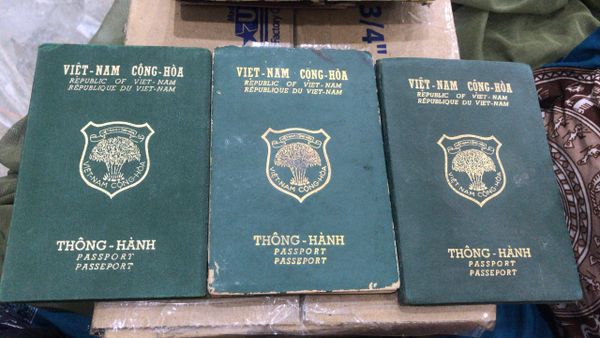 VIỆT-NAM CỘNG-HÒA
REPUBLIC OF VIET-NAM
RÉPUBLIQUE DU VIET-NAM
VIỆT-NAM CỘNG-HÒA
THÔNG-HÀNH
PASSPORT
PASSEPORT
VIỆT-NAM CỘNG-HÒA
REPUBLIC OF VIET-NAM
RÉPUBLIQUE DU VIET-NAM
VIỆT-NAM CỘNG-HÒA
THÔNG-HÀNH
PASSPORT
PASSEPORT
VIỆT-NAM CỘNG-HÒA
REPUBLIC OF VIET-NAM
RÉPUBLIQUE DU VIET-NAM
VIỆT-NAM CỘNG-HÒA
THÔNG-HÀNH
PASSPORT
PASSEPORT
3/4"